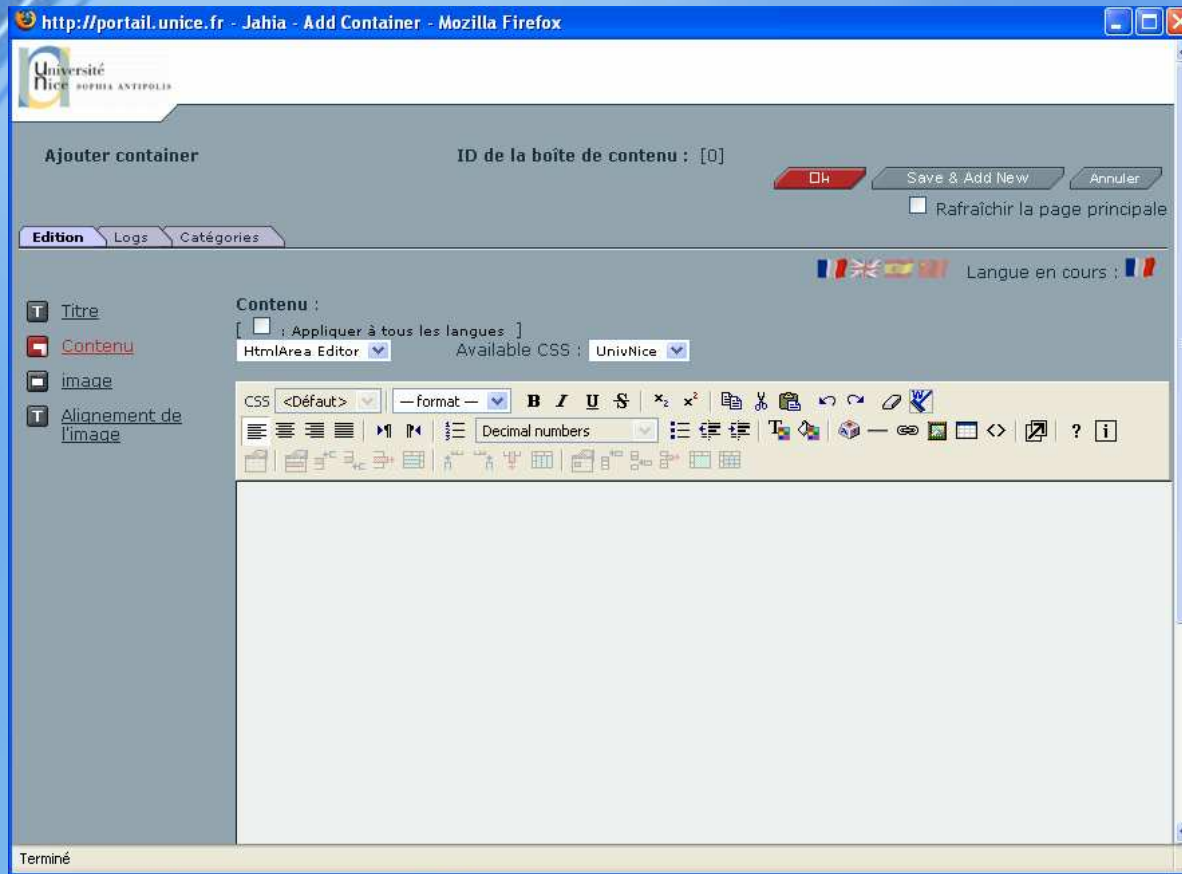 http://portail.unice.fr - Jahia - Add Container - Mozilla Firefox
Université
Nice SOPHIA ANTIPOLIS
Ajouter container
ID de la boîte de contenu : [0]
Ok
Save & Add New
Annuler
Rafraîchir la page principale
Edition
Logs
Catégories
Langue en cours :
Titre
Contenu
image
Alignement de
l'image
Contenu :
[ : Appliquer à tous les langues ]
HtmlArea Editor
Available CSS : UnivNice
CSS <Défaut> — format — B I U S x₂ x²
Decimal numbers
Terminé